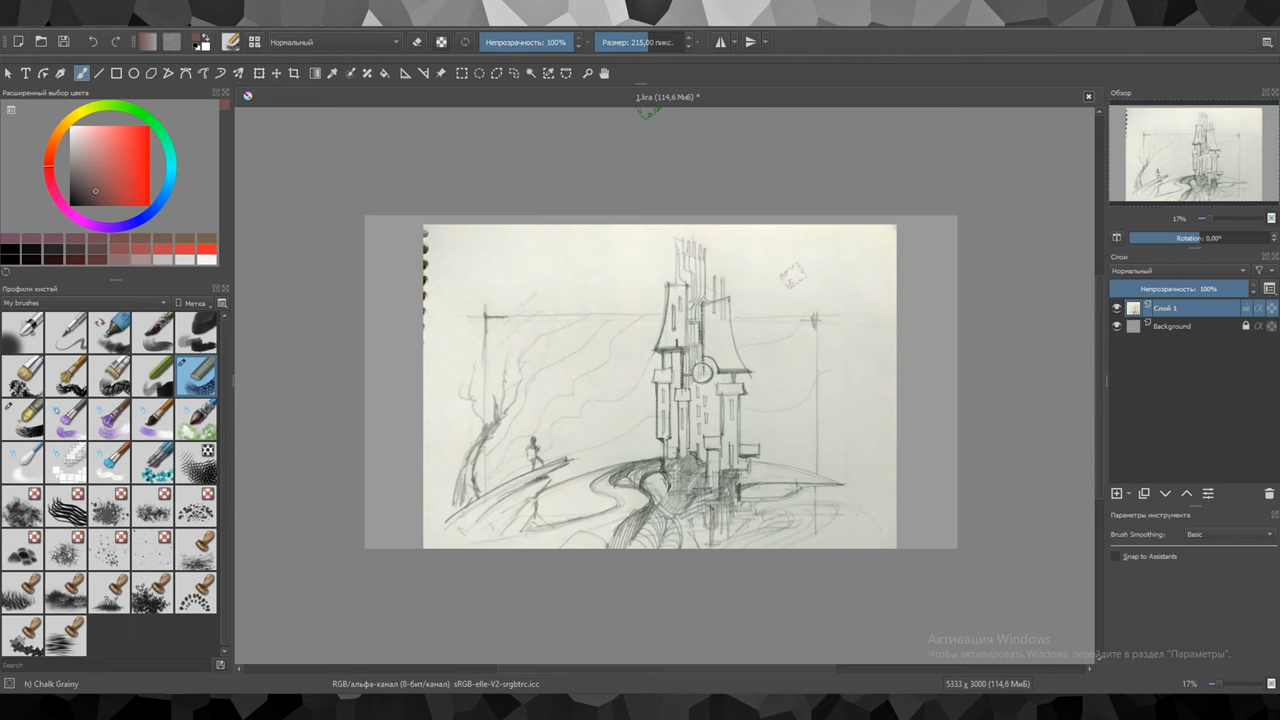 Нормальный
Непрозрачность: 100%
Размер: 215,00 пикс.
Расширенный выбор цвета
1.kra (114,6 МиБ) *
Обзор
17%
Rotation: 0,00°
Слои
Нормальный
Непрозрачность: 100%
Слой 1
Background
Профили кистей
My brushes
Метка
Параметры инструмента
Brush Smoothing:
Basic
Snap to Assistants
Активация Windows
Чтобы активировать Windows, перейдите в раздел "Параметры".
Search
h) Chalk Grainy
RGB/альфа-канал (8-бит/канал) sRGB-elle-V2-srgbtrc.icc
5333 x 3000 (114,6 МиБ)
17%